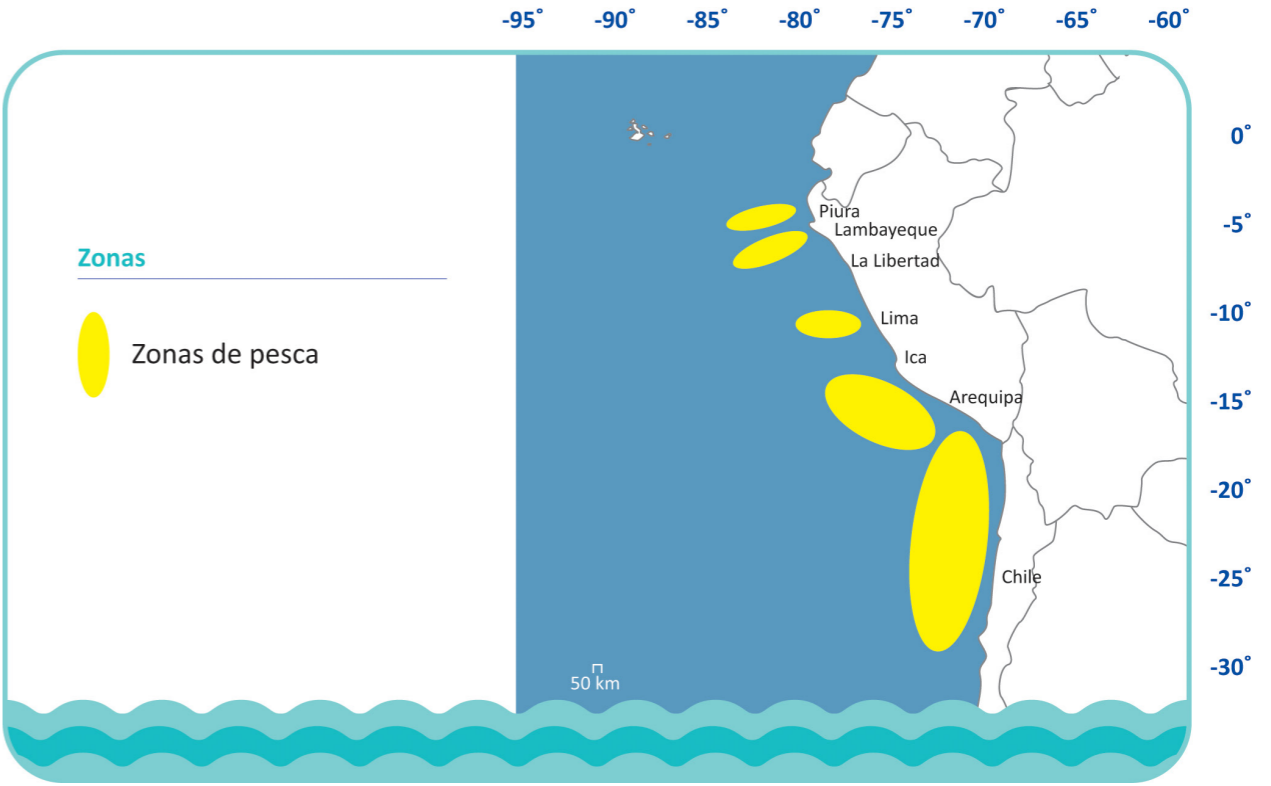 -95˚ -90˚ -85˚ -80˚ -75˚ -70˚ -65˚ -60˚
0˚
Piura
-5˚
Lambayeque
Zonas
La Libertad
-10˚
Lima
Zonas de pesca
Ica
Arequipa
-15˚
-20˚
Chile
-25˚
-30˚
50 km